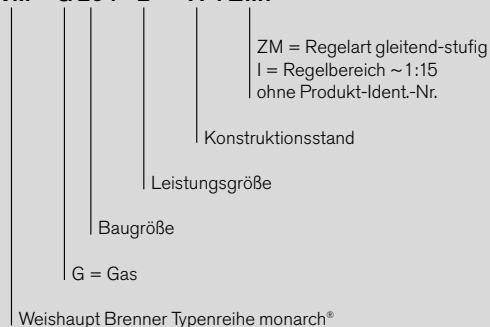 ZM = Regelart gleitend-stufig
I = Regelbereich ~ 1:15
ohne Produkt-Ident.-Nr.
Konstruktionsstand
Leistungsgröße
Baugröße
G = Gas
Weishaupt Brenner Typenreihe monarch®